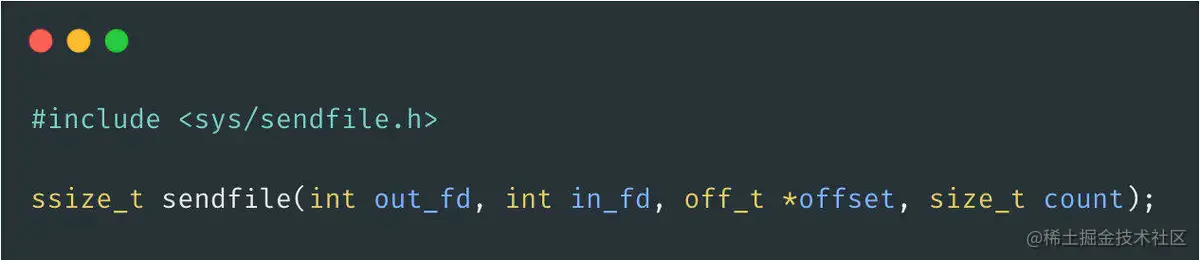 #include <sys/sendfile.h>
ssize_t sendfile(int out_fd, int in_fd, off_t *offset, size_t count);
@稀土掘金技术社区